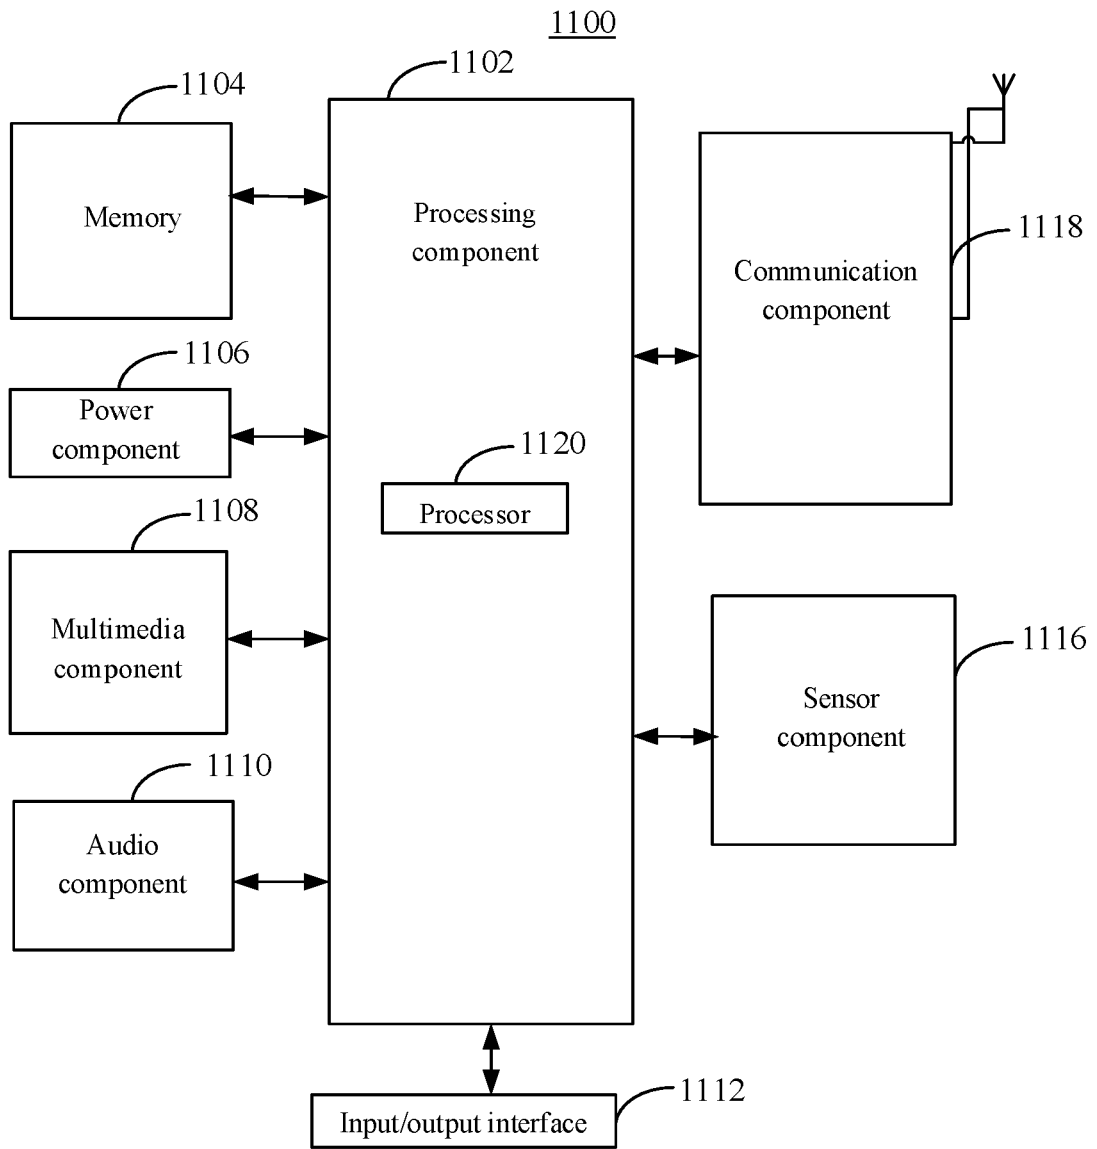 1100
1102
1104
Memory
Processing
component
1118
Communication
component
1106
Power
component
1120
Processor
1108
Multimedia
component
1116
Sensor
component
1110
Audio
component
1112
Input/output interface